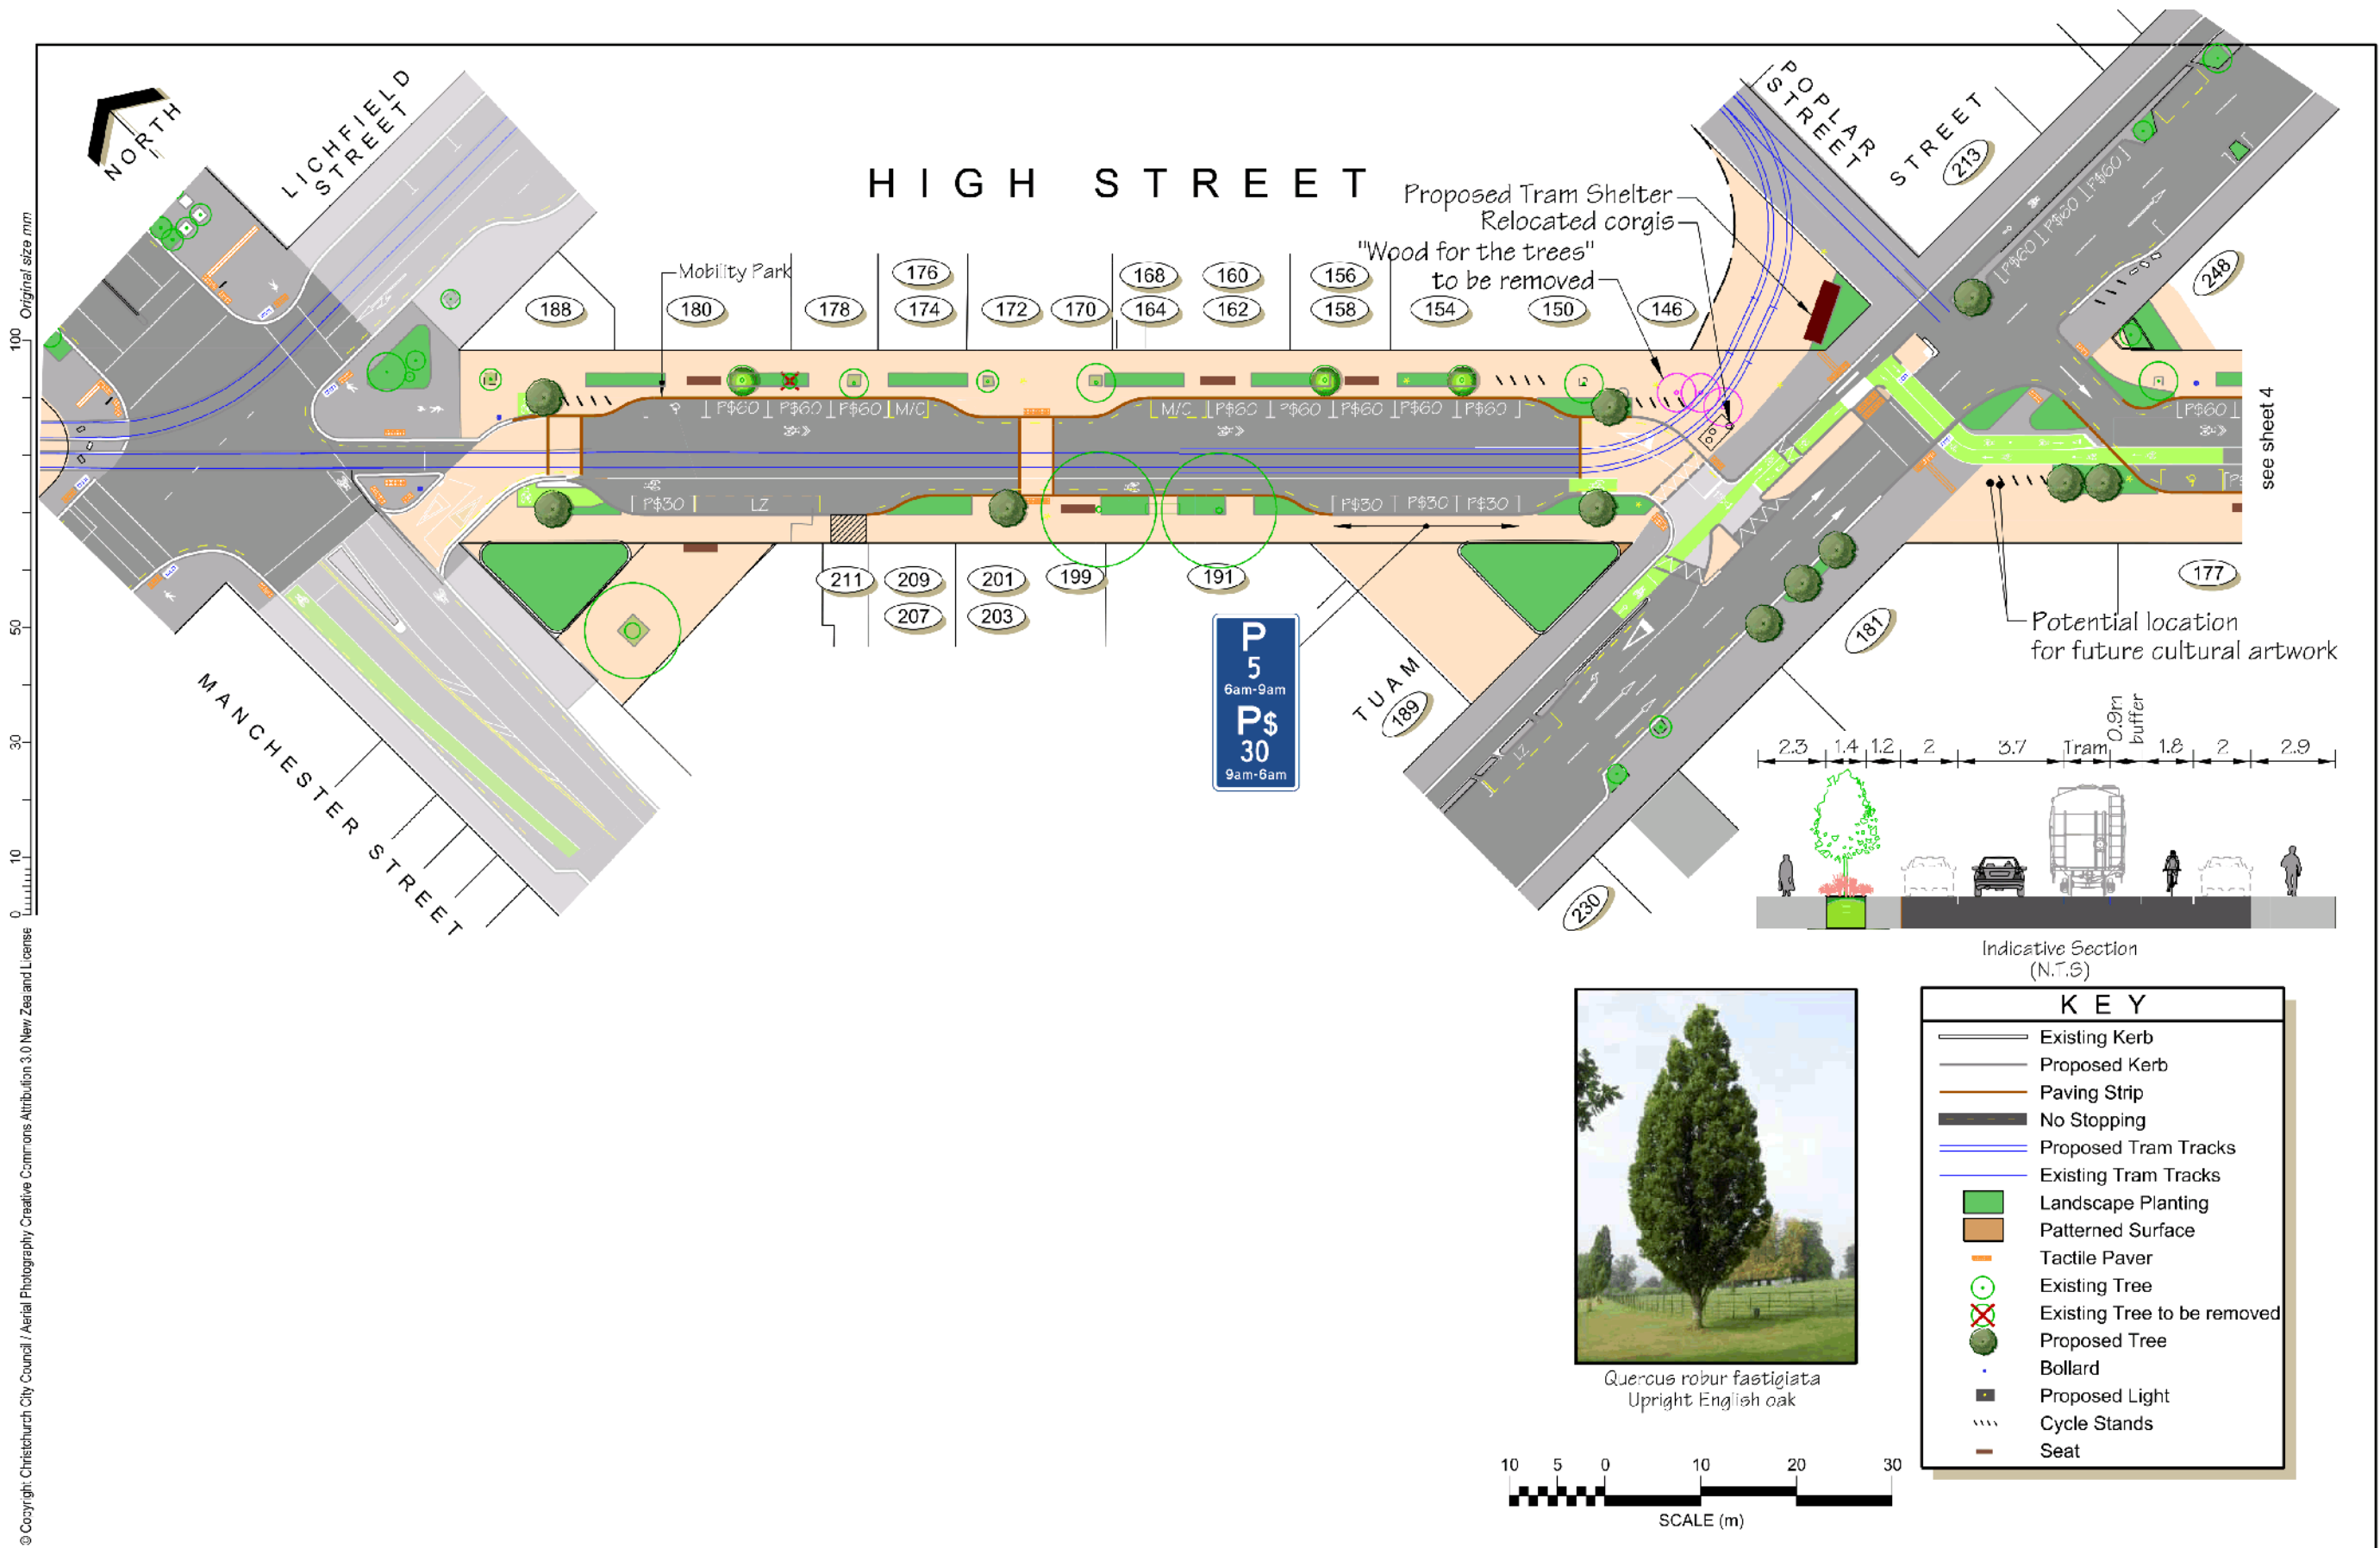 NORTH
LICHFIELD
STREET
HIGH STREET
POPLAR
STREET
STREET
213
Proposed Tram Shelter
Relocated corgis
"Wood for the trees"
to be removed
Mobility Park
248
176
168
160
156
188
180
178
174
172
170
164
162
158
154
150
146
P$60
P$60
P$60
M/C
M/C
P$60
P$60
P$60
P$60
P$60
P$60
P$60
P$60
P$60
P$30
LZ
P$30
P$30
P$30
see sheet 4
211
209
201
199
191
207
203
177
181
Potential location
for future cultural artwork
P
5
6am-9am
P$
30
9am-6am
TUAM
189
LZ
230
MANCHESTER STREET
2.3
1.4
1.2
2
3.7
Tram
0.9m
buffer
1.8
2
2.9
Indicative Section
(N.T.S)
Quercus robur fastigiata
Upright English oak
KEY
Existing Kerb
Proposed Kerb
Paving Strip
No Stopping
Proposed Tram Tracks
Existing Tram Tracks
Landscape Planting
Patterned Surface
Tactile Paver
Existing Tree
Existing Tree to be removed
Proposed Tree
Bollard
Proposed Light
Cycle Stands
Seat
10 5 0 10 20 30
SCALE (m)
0 10 30 50 100 Original size mm
© Copyright Christchurch City Council / Aerial Photography Creative Commons Attribution 3.0 New Zealand License